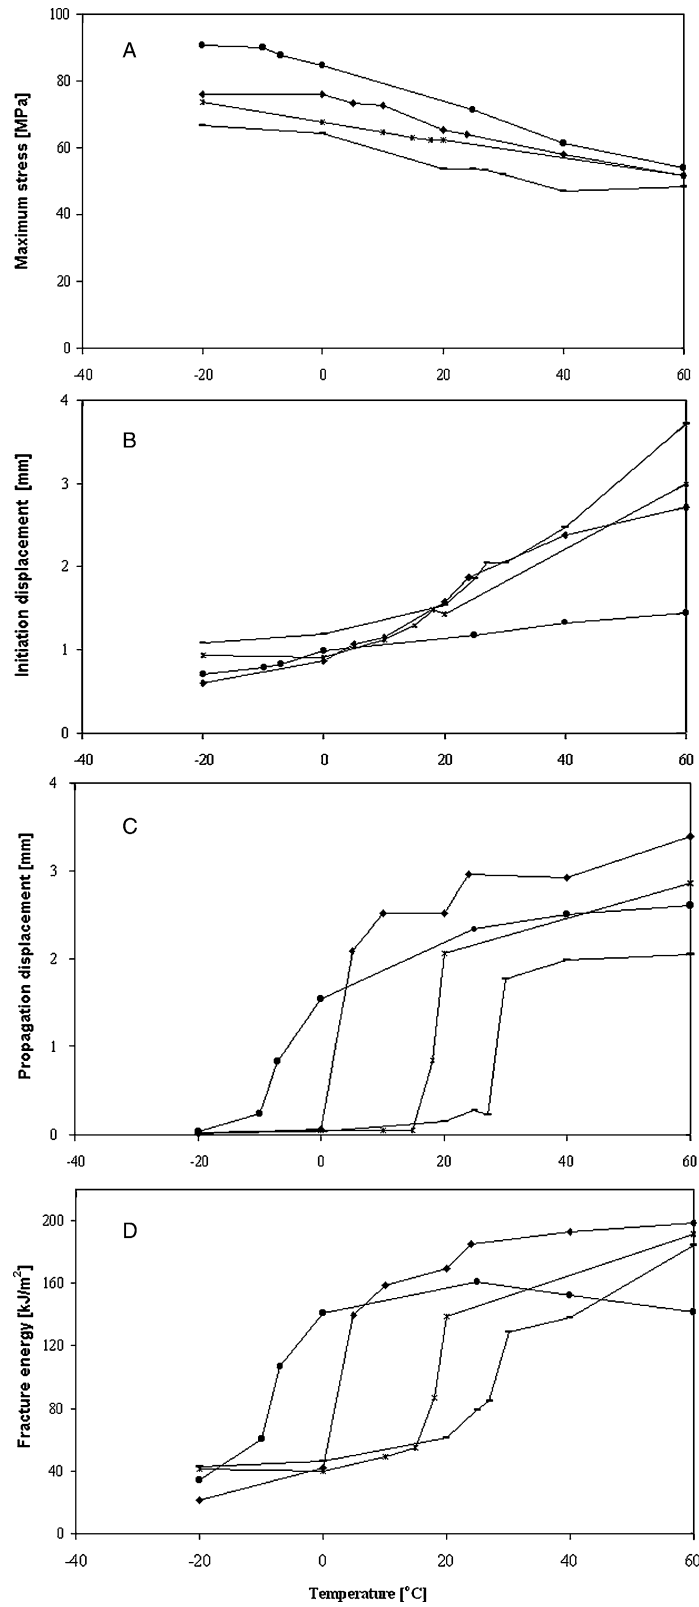 A
Maximum stress [MPa]
100
80
60
40
20
0
-40 -20 0 20 40 60
B
Initiation displacement [mm]
4
3
2
1
0
-40 -20 0 20 40 60
C
Propagation displacement [mm]
4
3
2
1
0
-40 -20 0 20 40 60
D
Fracture energy [kJ/m²]
200
160
120
80
40
0
-40 -20 0 20 40 60
Temperature [°C]